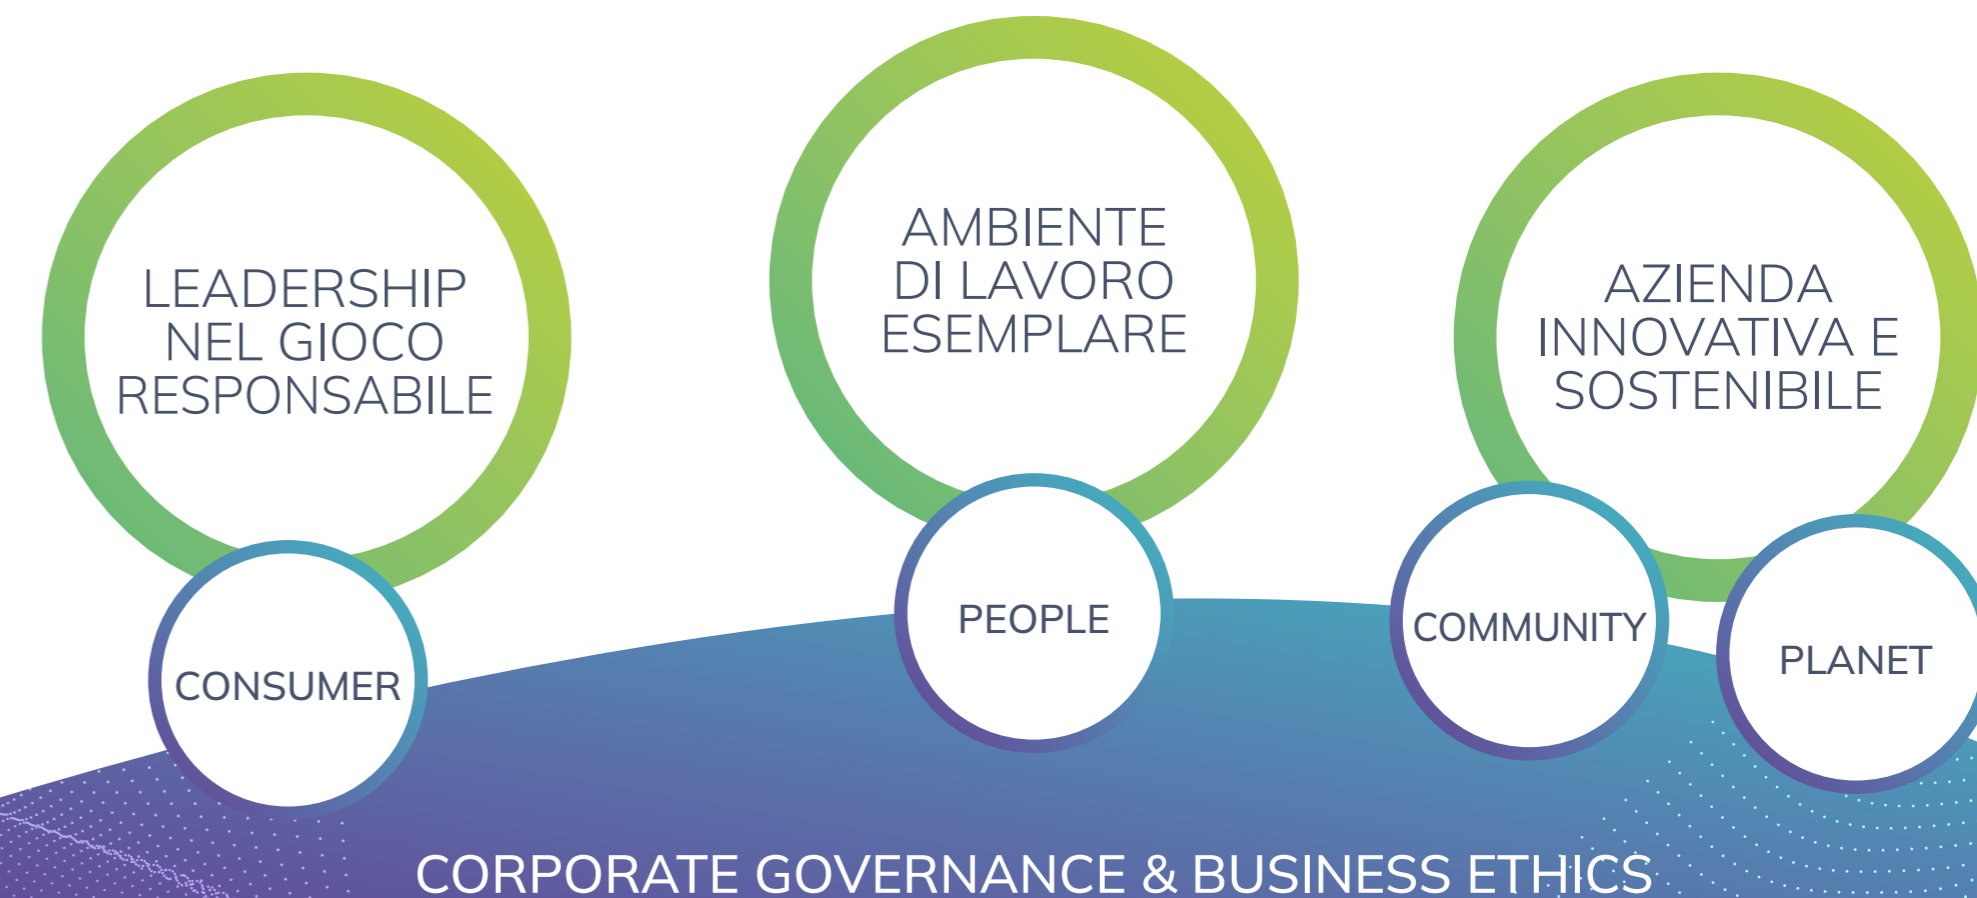 LEADERSHIP
NEL GIOCO
RESPONSABILE
CONSUMER
AMBIENTE
DI LAVORO
ESEMPLARE
PEOPLE
AZIENDA
INNOVATIVA E
SOSTENIBILE
COMMUNITY
PLANET
CORPORATE GOVERNANCE & BUSINESS ETHICS